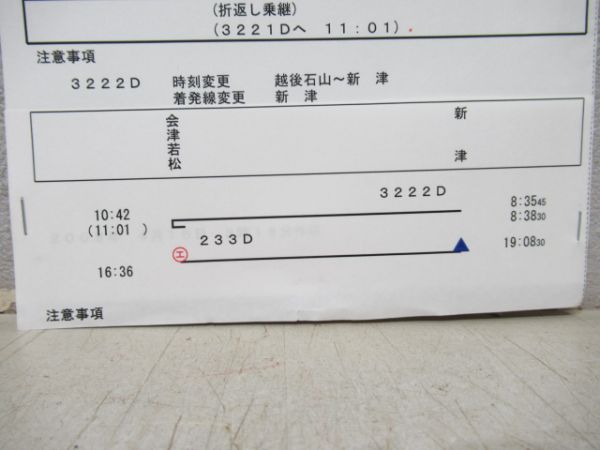 (折返し乗継)
(3221Dへ 11:01).
注意事項
3222D 時刻変更 越後石山~新 津
着発線変更 新 津
会津若松 新 津
3222D
10:42 8:35 45
(11:01 ) 8:38 30
233D
㋓ 19:08 30
16:36
注意事項